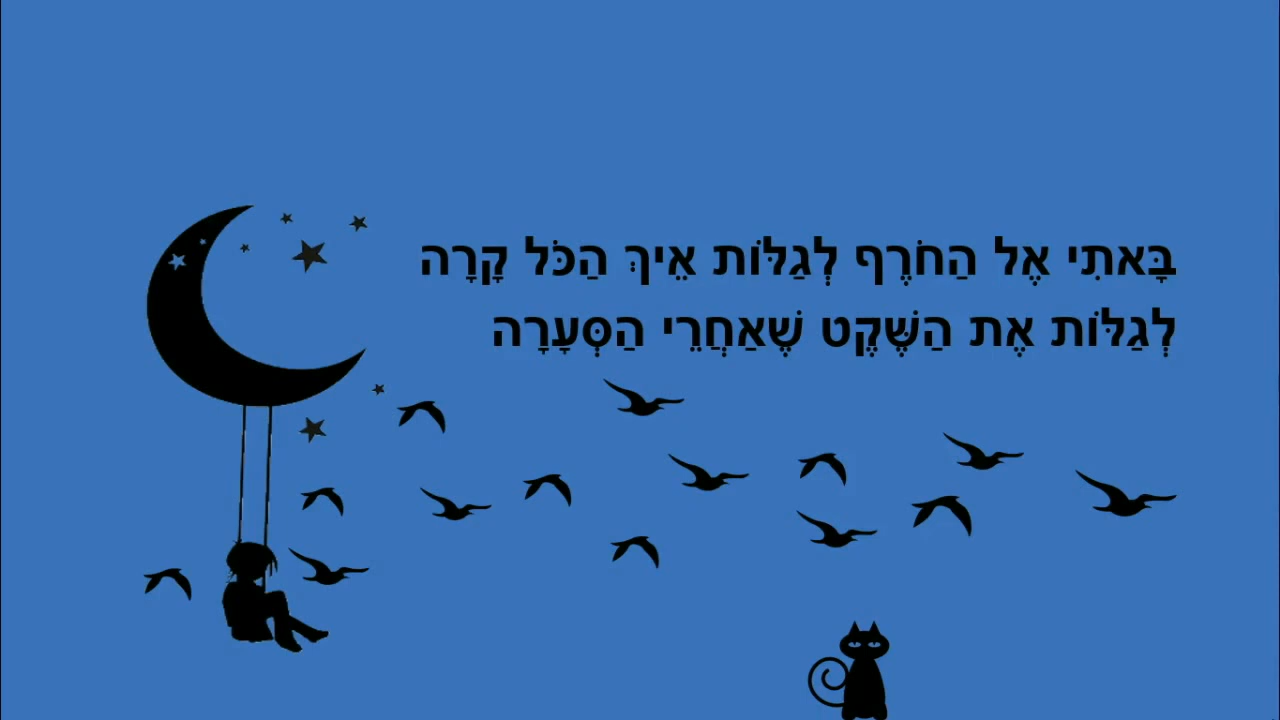 בָּאתִי אֶל הַחֹרֶף לְגַלּוֹת אֵיךְ הַכֹּל קָרָה
לְגַלּוֹת אֶת הַשֶּׁקֶט שֶׁאַחֲרֵי הַסְּעָרָה